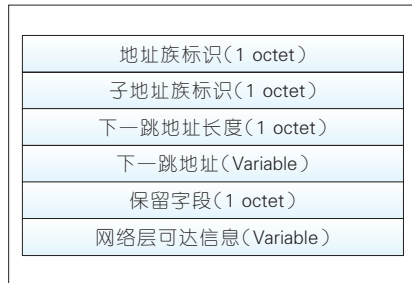 地址族标识（1 octet）
子地址族标识（1 octet）
下一跳地址长度（1 octet）
下一跳地址（Variable）
保留字段（1 octet）
网络层可达信息（Variable）